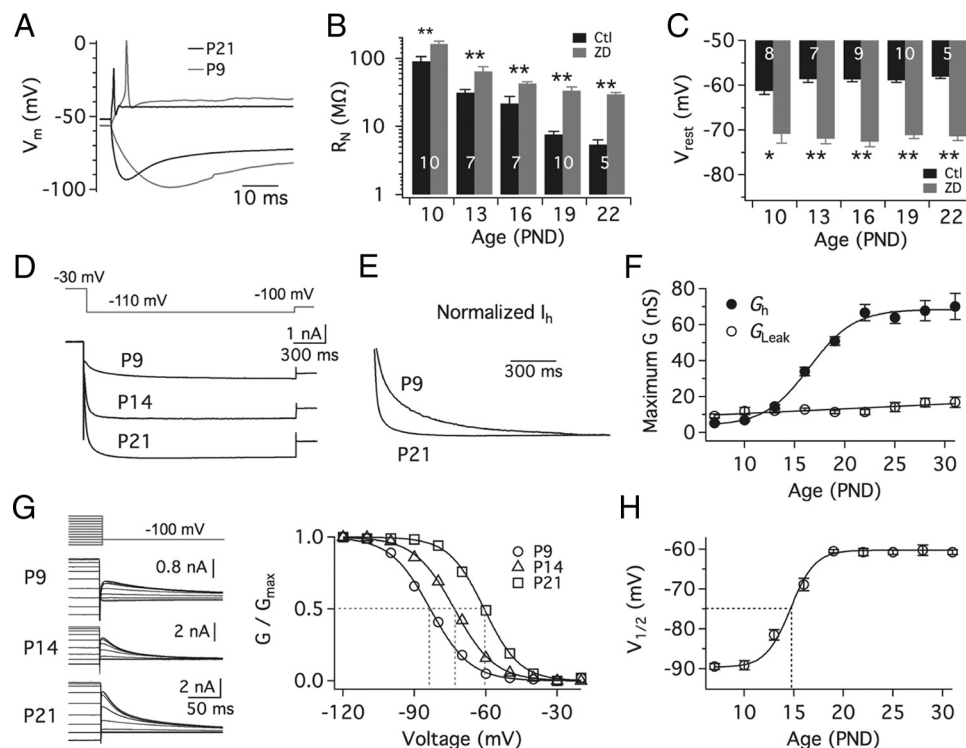 A
P21
P9
0
-50
-100
Vm (mV)
10 ms
B
Ctl
ZD
**
**
**
**
**
100
10
1
RN (MΩ)
10
7
7
10
5
10
13
16
19
22
Age (PND)
C
-50
-60
-70
-80
Vrest (mV)
8
7
9
10
5
*
**
**
**
**
Ctl
ZD
10
13
16
19
22
Age (PND)
D
-30 mV
-110 mV
-100 mV
1 nA
300 ms
P9
P14
P21
E
Normalized Ih
300 ms
P9
P21
F
Gh
GLeak
80
60
40
20
0
Maximum G (nS)
10
15
20
25
30
Age (PND)
G
-100 mV
P9
0.8 nA
P14
2 nA
P21
2 nA
50 ms
P9
P14
P21
1.0
0.5
0.0
G / Gmax
-120
-90
-60
-30
Voltage (mV)
H
-60
-70
-80
-90
V1/2 (mV)
10
15
20
25
30
Age (PND)